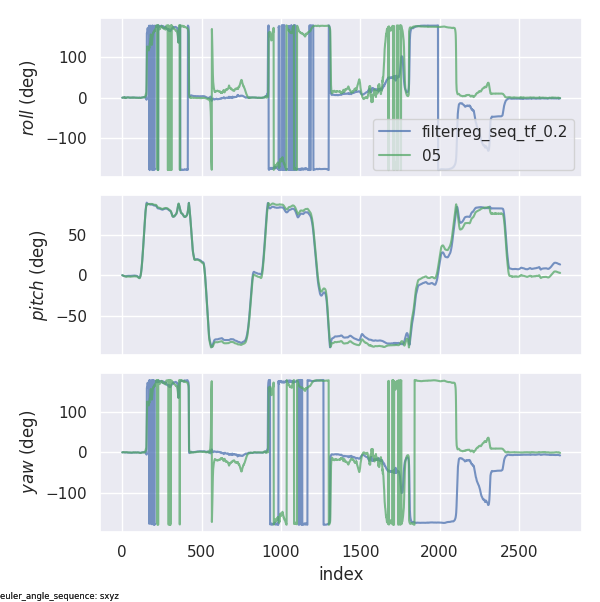 100
0
−100
roll (deg)
filterreg_seq_tf_0.2
05
50
0
−50
pitch (deg)
100
0
−100
yaw (deg)
0
500
1000
1500
2000
2500
index
euler_angle_sequence: sxyz